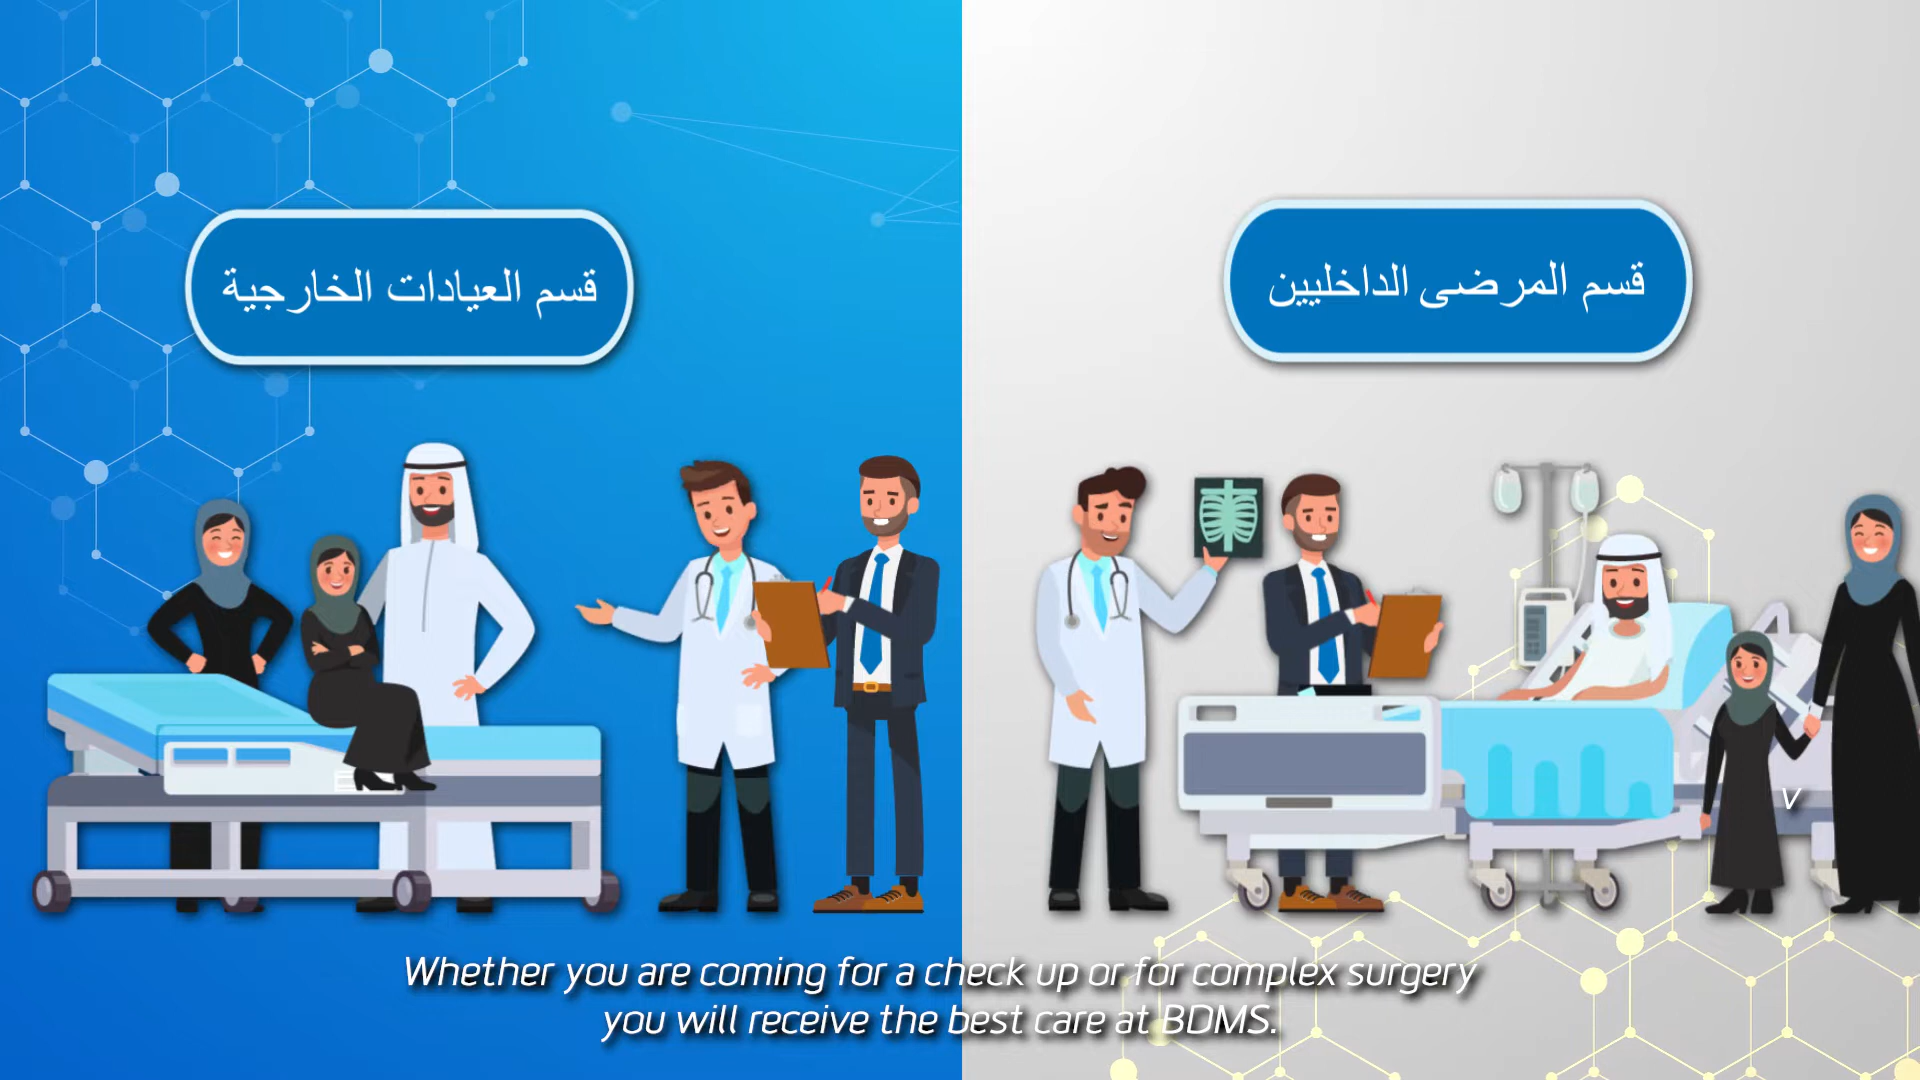 قسم العيادات الخارجية
قسم المرضى الداخليين
V
Whether you are coming for a check up or for complex surgery
you will receive the best care at BDMS.